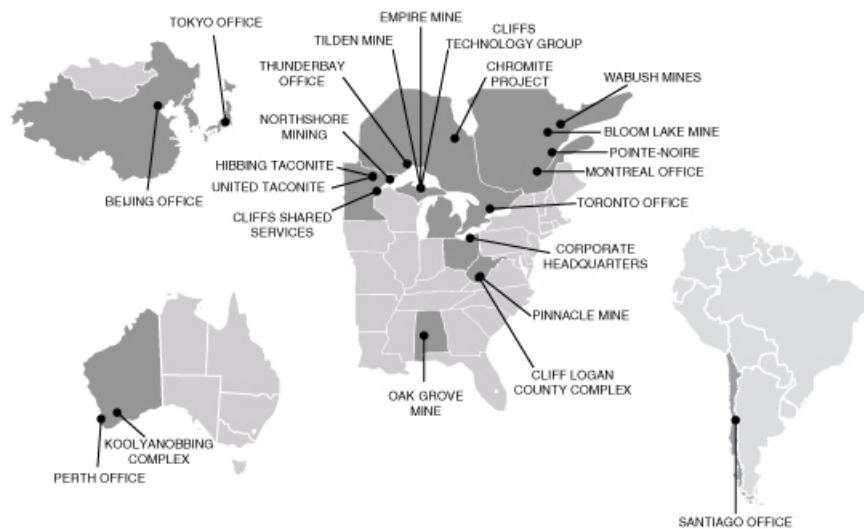 TOKYO OFFICE
BEIJING OFFICE
EMPIRE MINE
TILDEN MINE
THUNDERBAY
OFFICE
CLIFFS
TECHNOLOGY GROUP
CHROMITE
PROJECT
WABUSH MINES
BLOOM LAKE MINE
POINTE-NOIRE
MONTREAL OFFICE
NORTHSHORE
MINING
HIBBING TACONITE
UNITED TACONITE
CLIFFS SHARED
SERVICES
TORONTO OFFICE
CORPORATE
HEADQUARTERS
PINNACLE MINE
CLIFF LOGAN
COUNTY COMPLEX
OAK GROVE
MINE
KOOLYANOBBING
COMPLEX
PERTH OFFICE
SANTIAGO OFFICE